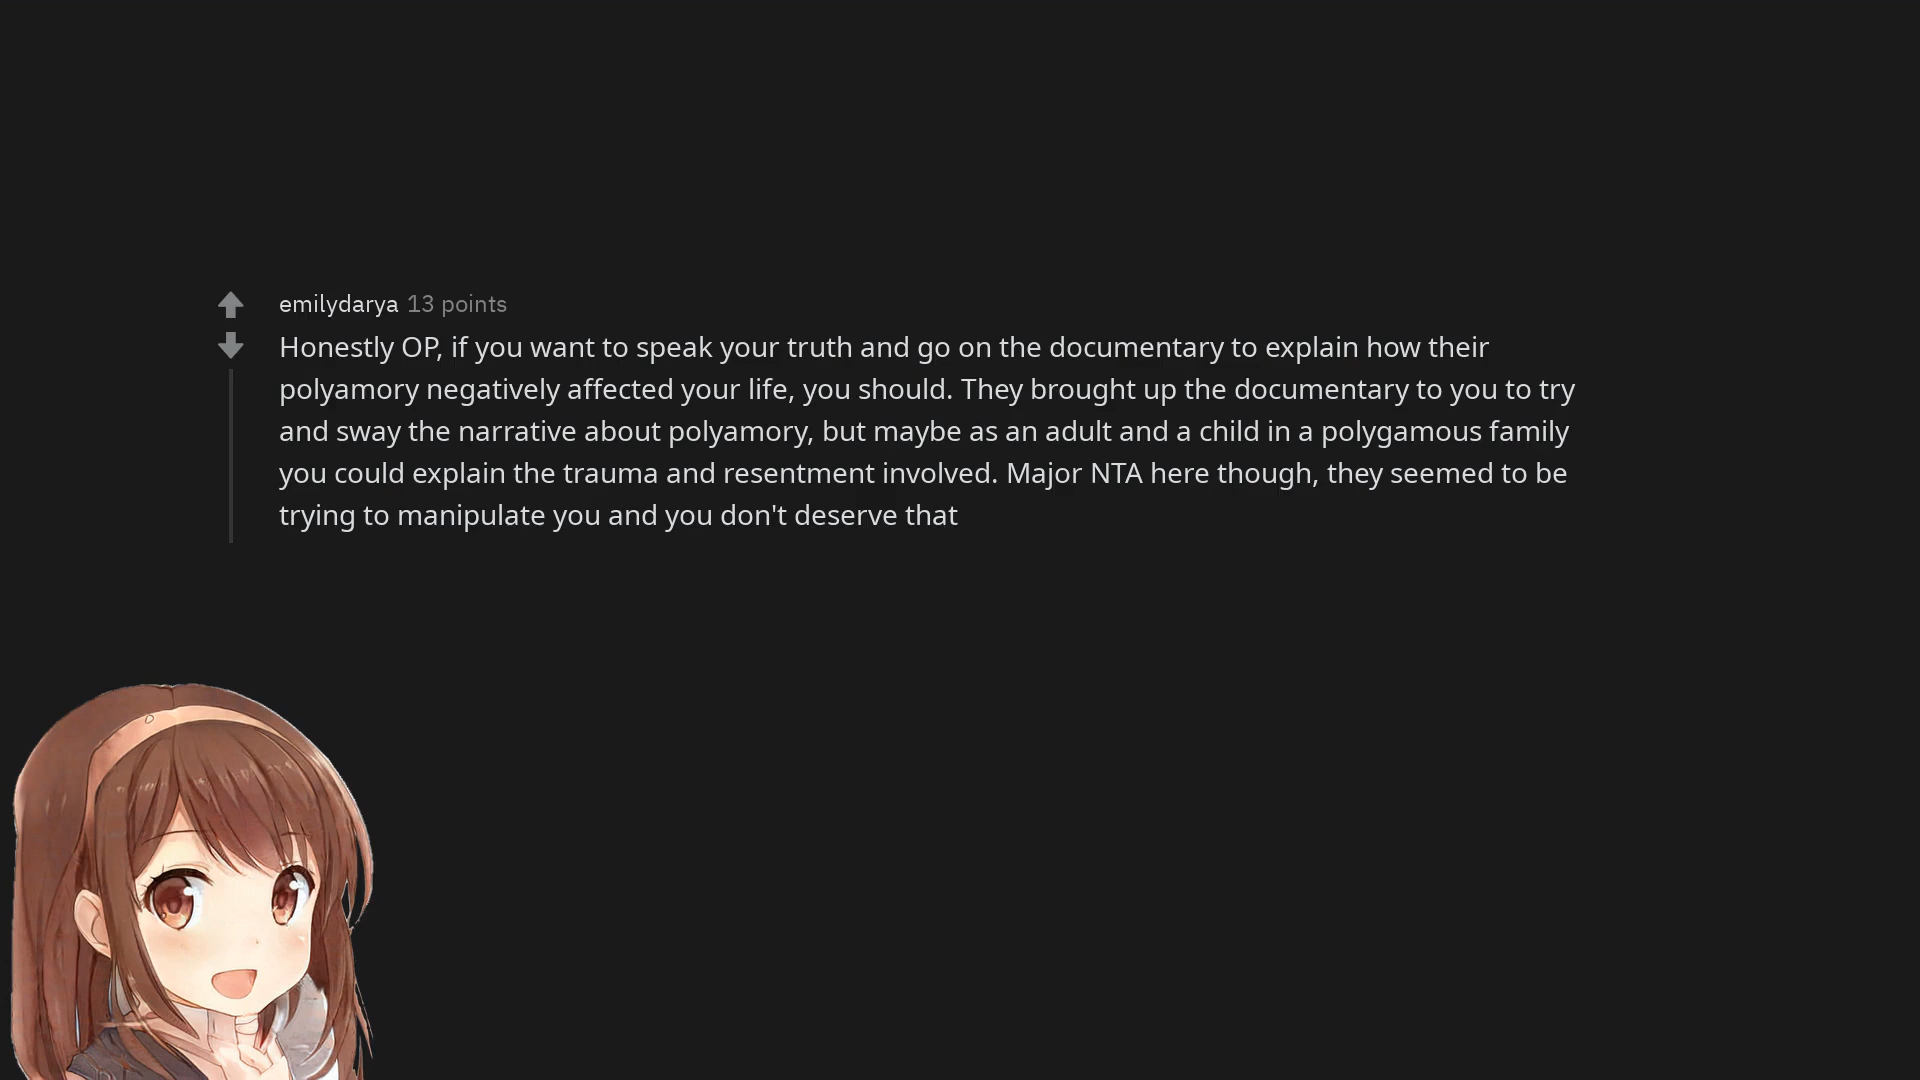 emilydarya 13 points
Honestly OP, if you want to speak your truth and go on the documentary to explain how their
polyamory negatively affected your life, you should. They brought up the documentary to you to try
and sway the narrative about polyamory, but maybe as an adult and a child in a polygamous family
you could explain the trauma and resentment involved. Major NTA here though, they seemed to be
trying to manipulate you and you don't deserve that